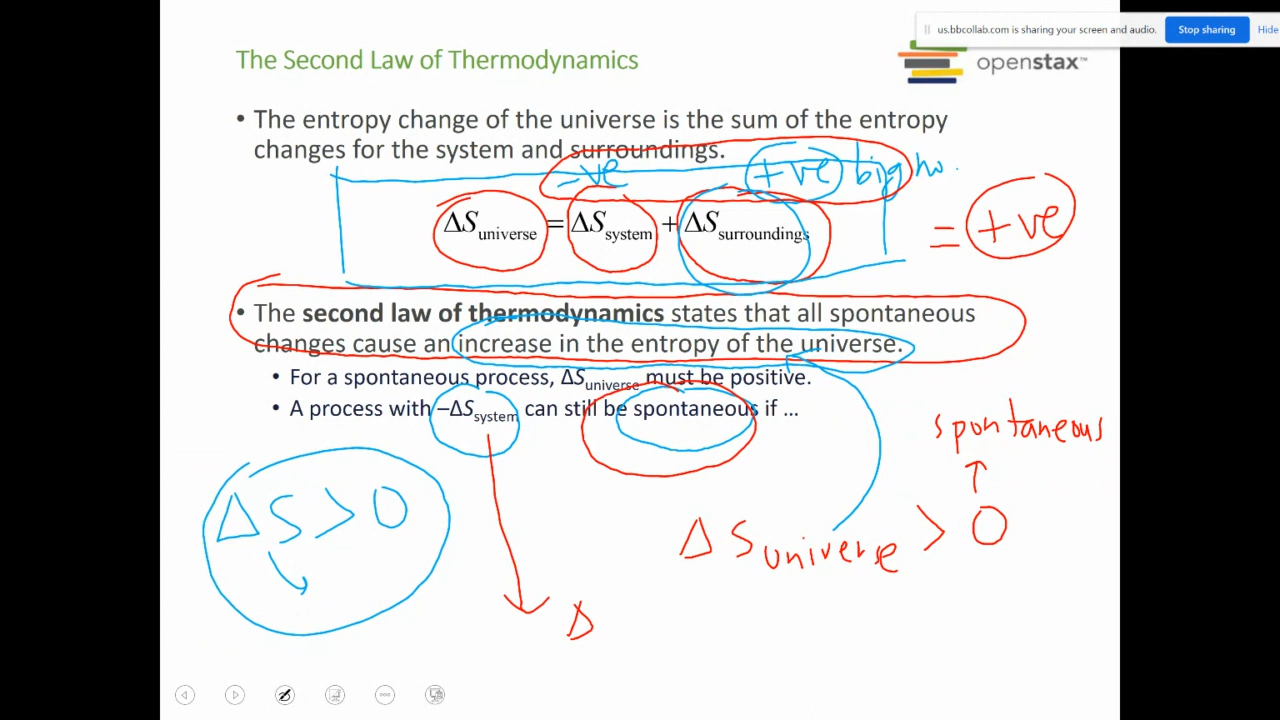 us.bbcollab.com is sharing your screen and audio. Stop sharing Hide
The Second Law of Thermodynamics
openstax™
• The entropy change of the universe is the sum of the entropy
changes for the system and surroundings.
-ve +ve big no.
ΔSuniverse = ΔSsystem + ΔSsurroundings = +ve
• The second law of thermodynamics states that all spontaneous
changes cause an increase in the entropy of the universe.
• For a spontaneous process, ΔSuniverse must be positive.
• A process with –ΔSsystem can still be spontaneous if …
spontaneous
ΔS > 0
ΔSuniverse > 0
Δ